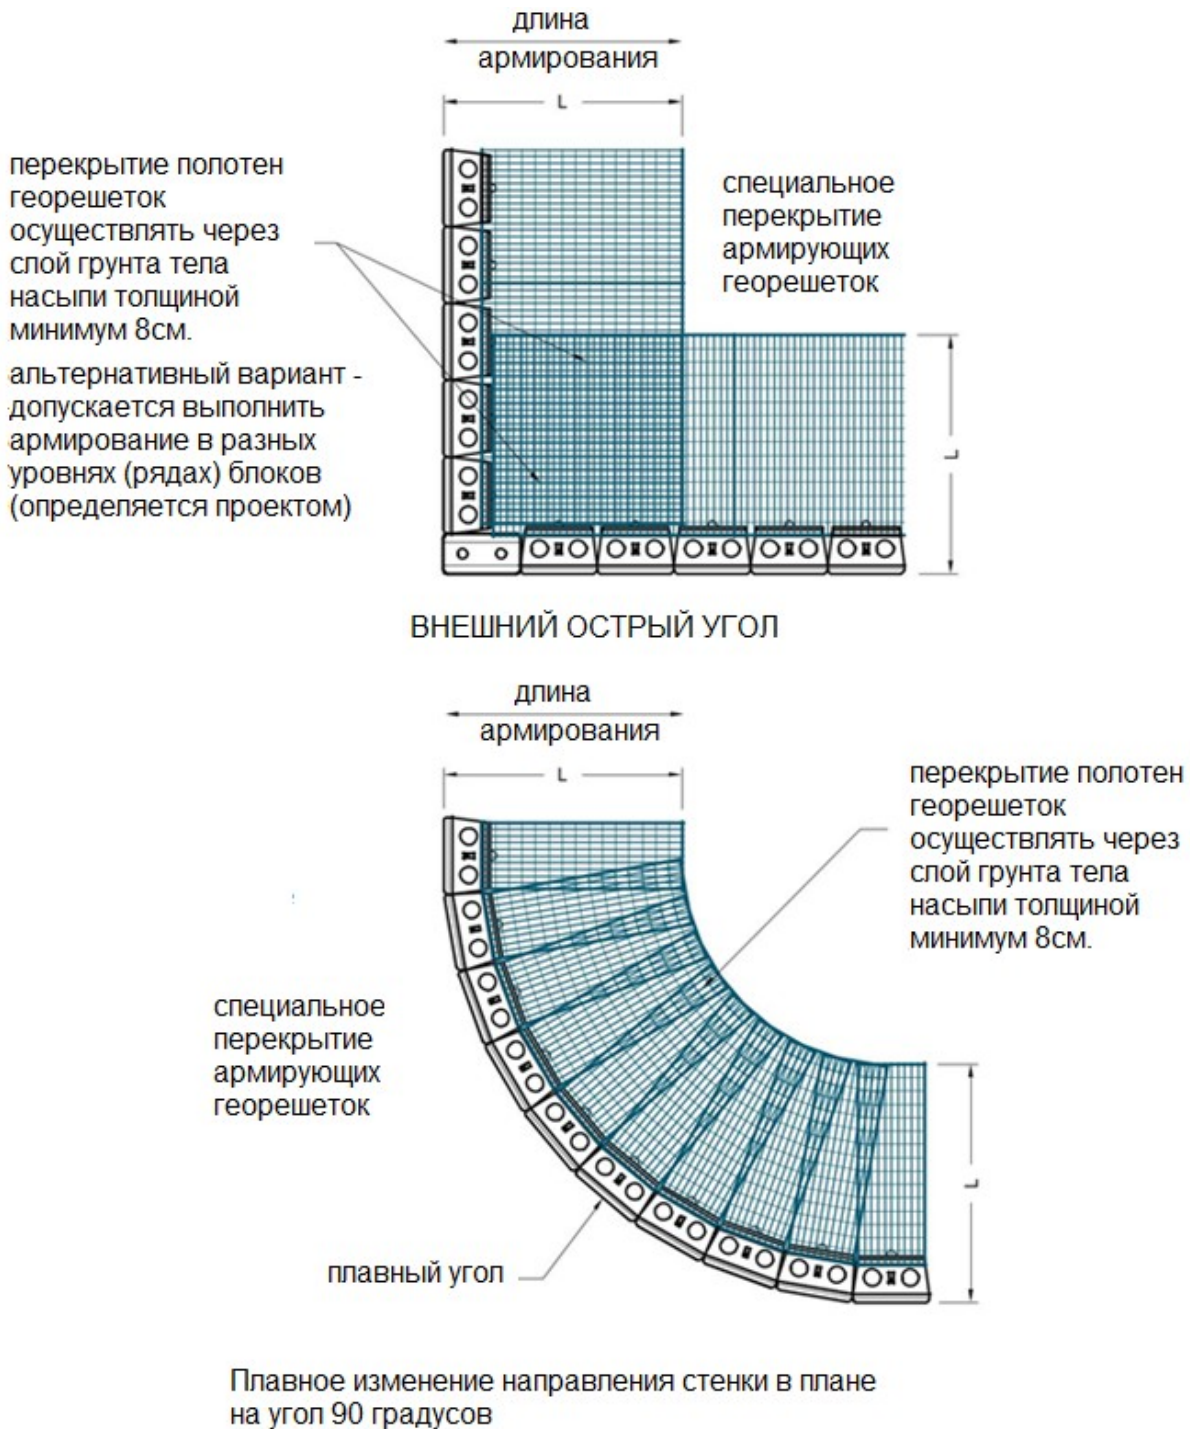 длина
армирования
L
перекрытие полотен
георешеток
осуществлять через
слой грунта тела
насыпи толщиной
минимум 8см.
альтернативный вариант -
допускается выполнить
армирование в разных
уровнях (рядах) блоков
(определяется проектом)
специальное
перекрытие
армирующих
георешеток
L
ВНЕШНИЙ ОСТРЫЙ УГОЛ
длина
армирования
L
перекрытие полотен
георешеток
осуществлять через
слой грунта тела
насыпи толщиной
минимум 8см.
специальное
перекрытие
армирующих
георешеток
L
плавный угол
Плавное изменение направления стенки в плане
на угол 90 градусов